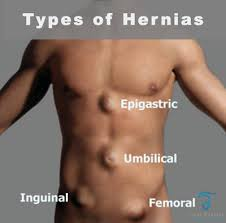 Types of Hernias
Epigastric
Umbilical
Inguinal
Femoral